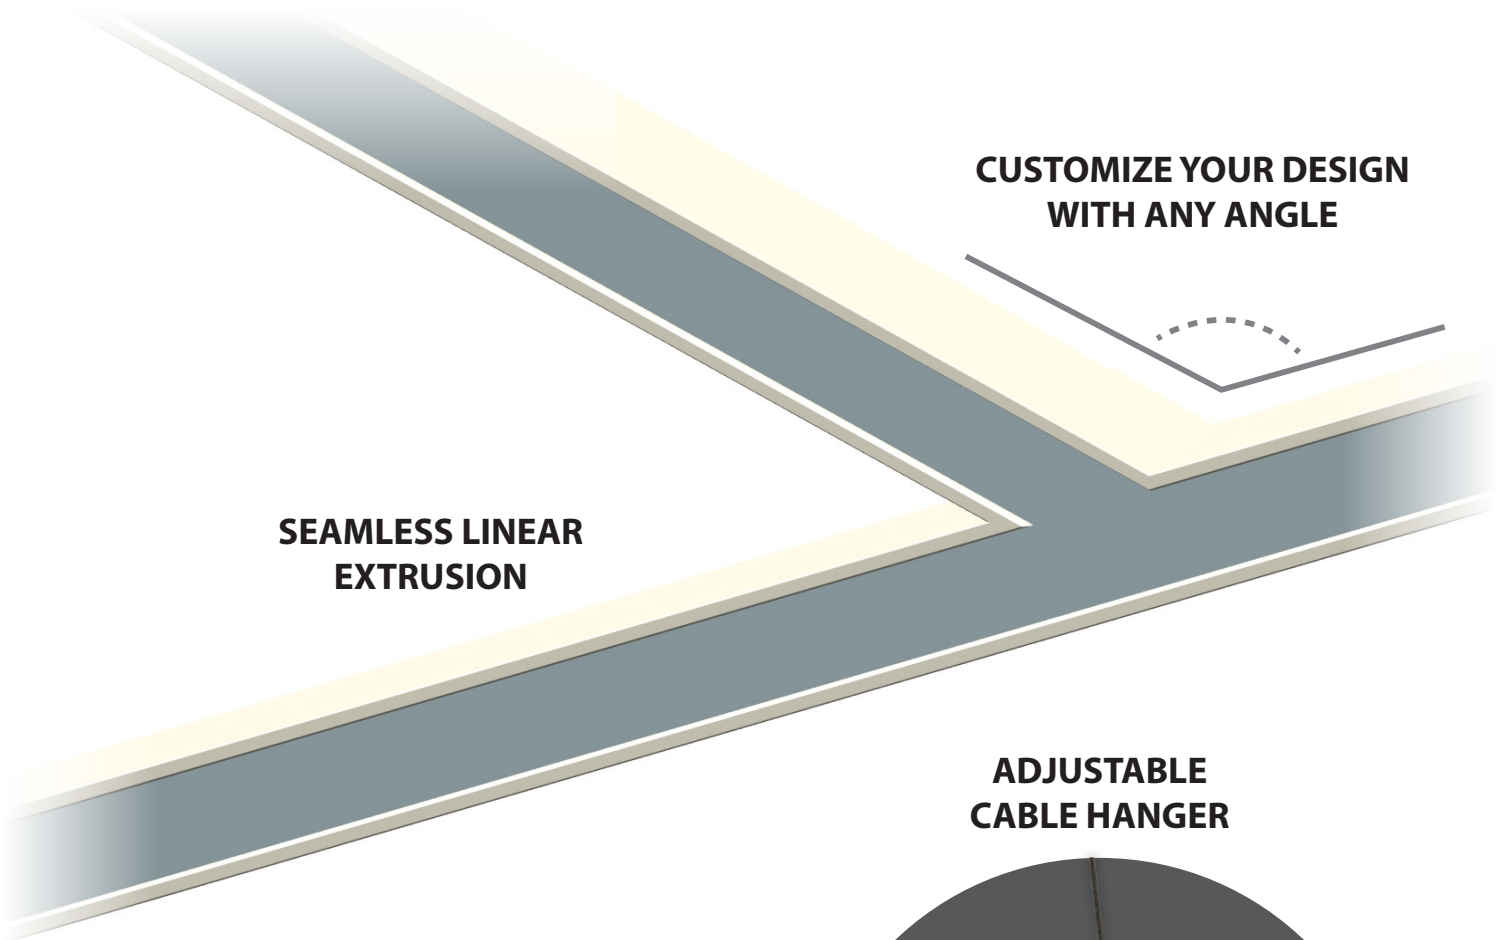 CUSTOMIZE YOUR DESIGN
WITH ANY ANGLE
SEAMLESS LINEAR
EXTRUSION
ADJUSTABLE
CABLE HANGER